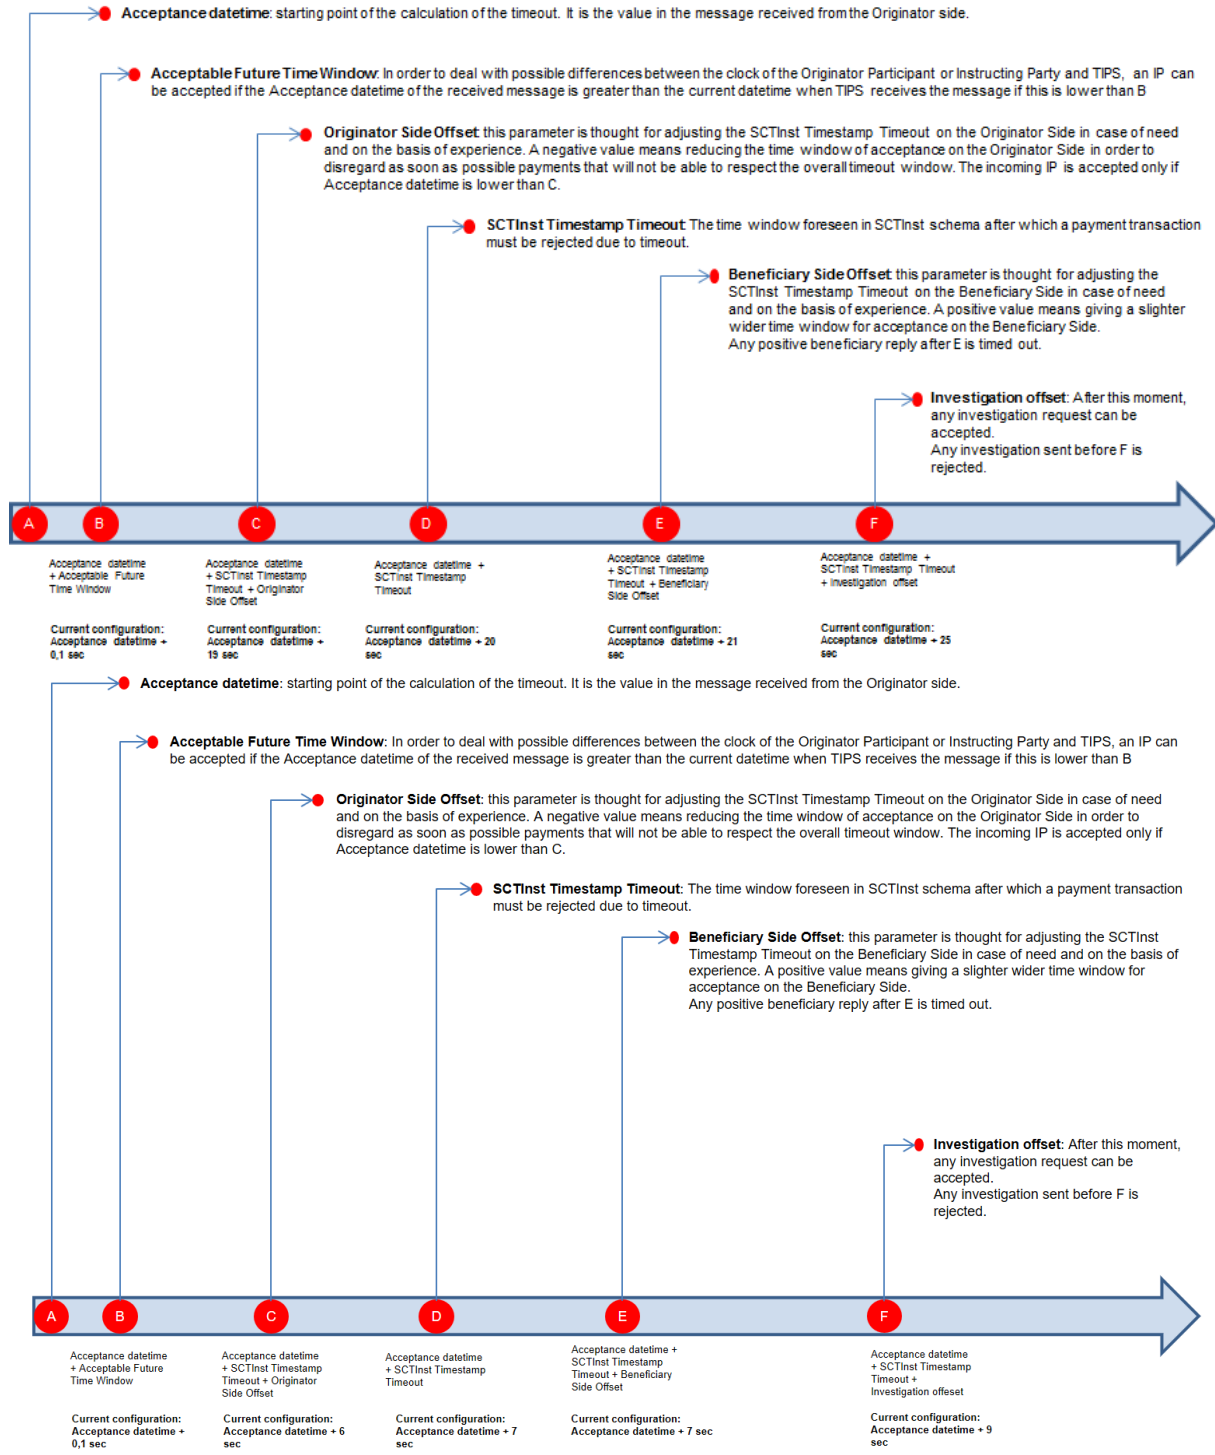 Acceptance datetime: starting point of the calculation of the timeout. It is the value in the message received from the Originator side.
Acceptable Future Time Window: In order to deal with possible differences between the clock of the Originator Participant or Instructing Party and TIPS, an IP can
be accepted if the Acceptance datetime of the received message is greater than the current datetime when TIPS receives the message if this is lower than B
Originator Side Offset: this parameter is thought for adjusting the SCTInst Timestamp Timeout on the Originator Side in case of need
and on the basis of experience. A negative value means reducing the time window of acceptance on the Originator Side in order to
disregard as soon as possible payments that will not be able to respect the overall timeout window. The incoming IP is accepted only if
Acceptance datetime is lower than C.
SCTInst Timestamp Timeout: The time window foreseen in SCTInst schema after which a payment transaction
must be rejected due to timeout.
Beneficiary Side Offset: this parameter is thought for adjusting the
SCTInst Timestamp Timeout on the Beneficiary Side in case of need
and on the basis of experience. A positive value means giving a slighter
wider time window for acceptance on the Beneficiary Side.
Any positive beneficiary reply after E is timed out.
Investigation offset: After this moment,
any investigation request can be
accepted.
Any investigation sent before F is
rejected.
A
B
C
D
E
F
Acceptance datetime
+ Acceptable Future
Time Window
Current configuration:
Acceptance datetime +
0,1 sec
Acceptance datetime
+ SCTInst Timestamp
Timeout + Originator
Side Offset
Current configuration:
Acceptance datetime +
19 sec
Acceptance datetime +
SCTInst Timestamp
Timeout
Current configuration:
Acceptance datetime + 20
sec
Acceptance datetime
+ SCTInst Timestamp
Timeout + Beneficiary
Side Offset
Current configuration:
Acceptance datetime + 21
sec
Acceptance datetime +
SCTInst Timestamp Timeout
+ Investigation offset
Current configuration:
Acceptance datetime + 25
sec
Acceptance datetime: starting point of the calculation of the timeout. It is the value in the message received from the Originator side.
Acceptable Future Time Window: In order to deal with possible differences between the clock of the Originator Participant or Instructing Party and TIPS, an IP can
be accepted if the Acceptance datetime of the received message is greater than the current datetime when TIPS receives the message if this is lower than B
Originator Side Offset: this parameter is thought for adjusting the SCTInst Timestamp Timeout on the Originator Side in case of need
and on the basis of experience. A negative value means reducing the time window of acceptance on the Originator Side in order to
disregard as soon as possible payments that will not be able to respect the overall timeout window. The incoming IP is accepted only if
Acceptance datetime is lower than C.
SCTInst Timestamp Timeout: The time window foreseen in SCTInst schema after which a payment transaction
must be rejected due to timeout.
Beneficiary Side Offset: this parameter is thought for adjusting the SCTInst
Timestamp Timeout on the Beneficiary Side in case of need and on the basis of
experience. A positive value means giving a slighter wider time window for
acceptance on the Beneficiary Side.
Any positive beneficiary reply after E is timed out.
Investigation offset: After this moment,
any investigation request can be
accepted.
Any investigation sent before F is
rejected.
A
B
C
D
E
F
Acceptance datetime
+ Acceptable Future
Time Window
Current configuration:
Acceptance datetime +
0,1 sec
Acceptance datetime
+ SCTInst Timestamp
Timeout + Originator
Side Offset
Current configuration:
Acceptance datetime + 6
sec
Acceptance datetime
+ SCTInst Timestamp
Timeout
Current configuration:
Acceptance datetime + 7
sec
Acceptance datetime +
SCTInst Timestamp
Timeout + Beneficiary
Side Offset
Current configuration:
Acceptance datetime + 7 sec
Acceptance datetime
+ SCTInst Timestamp
Timeout +
Investigation offeset
Current configuration:
Acceptance datetime + 9
sec